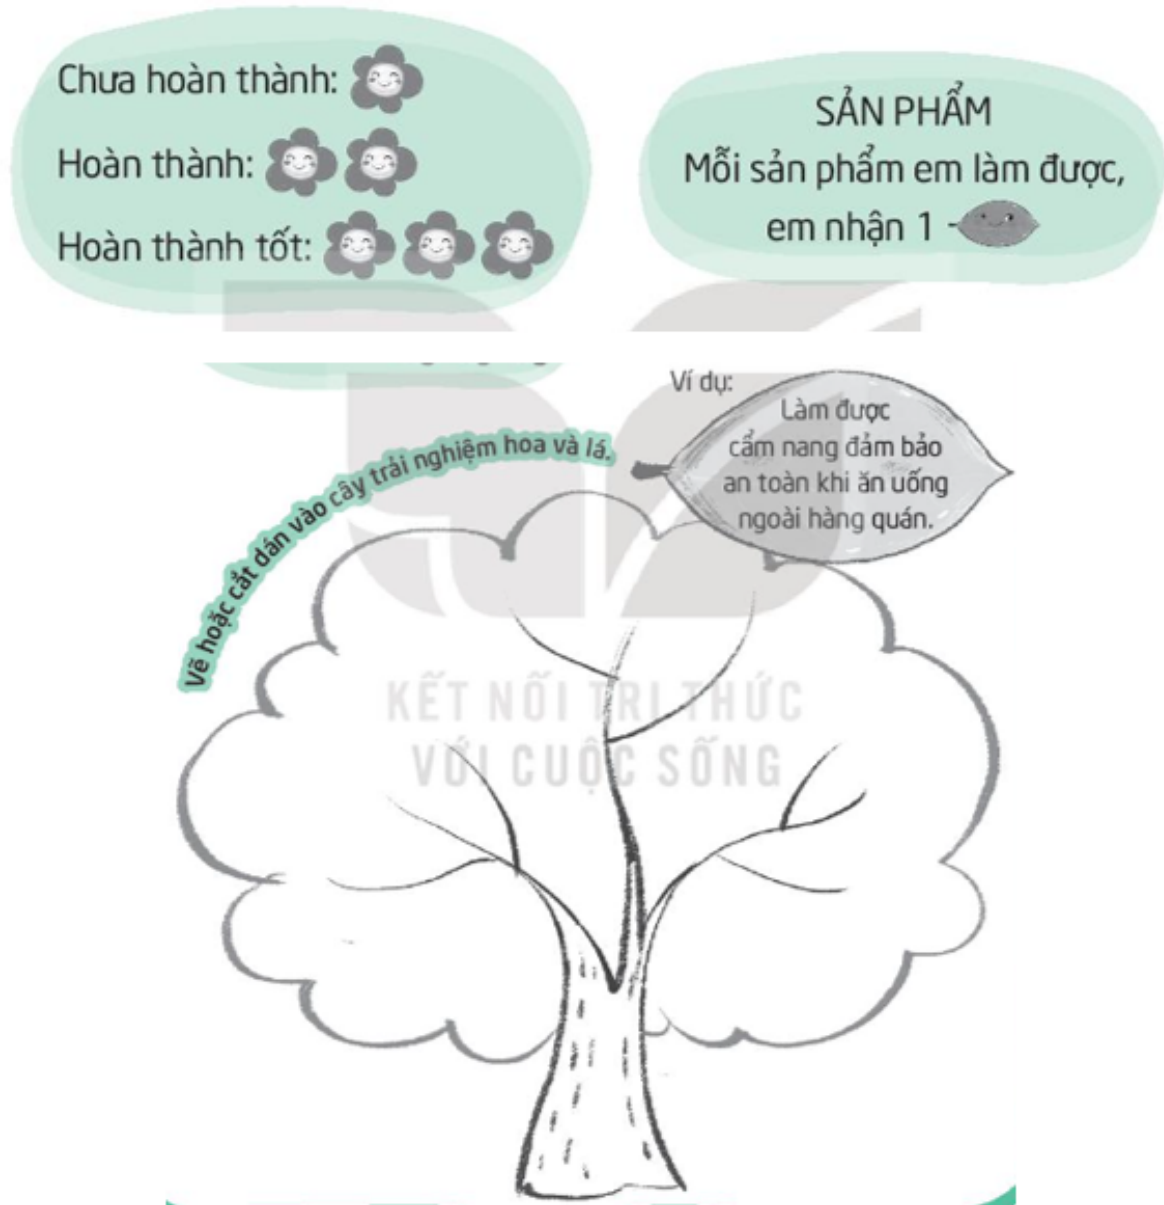 Chưa hoàn thành:
Hoàn thành:
Hoàn thành tốt:
SẢN PHẨM
Mỗi sản phẩm em làm được,
em nhận 1
Ví dụ:
Làm được
cẩm nang đảm bảo
an toàn khi ăn uống
ngoài hàng quán.
Vẽ hoặc cắt dán vào cây trải nghiệm hoa và lá.
KẾT NỐI TRI THỨC
VỚI CUỘC SỐNG